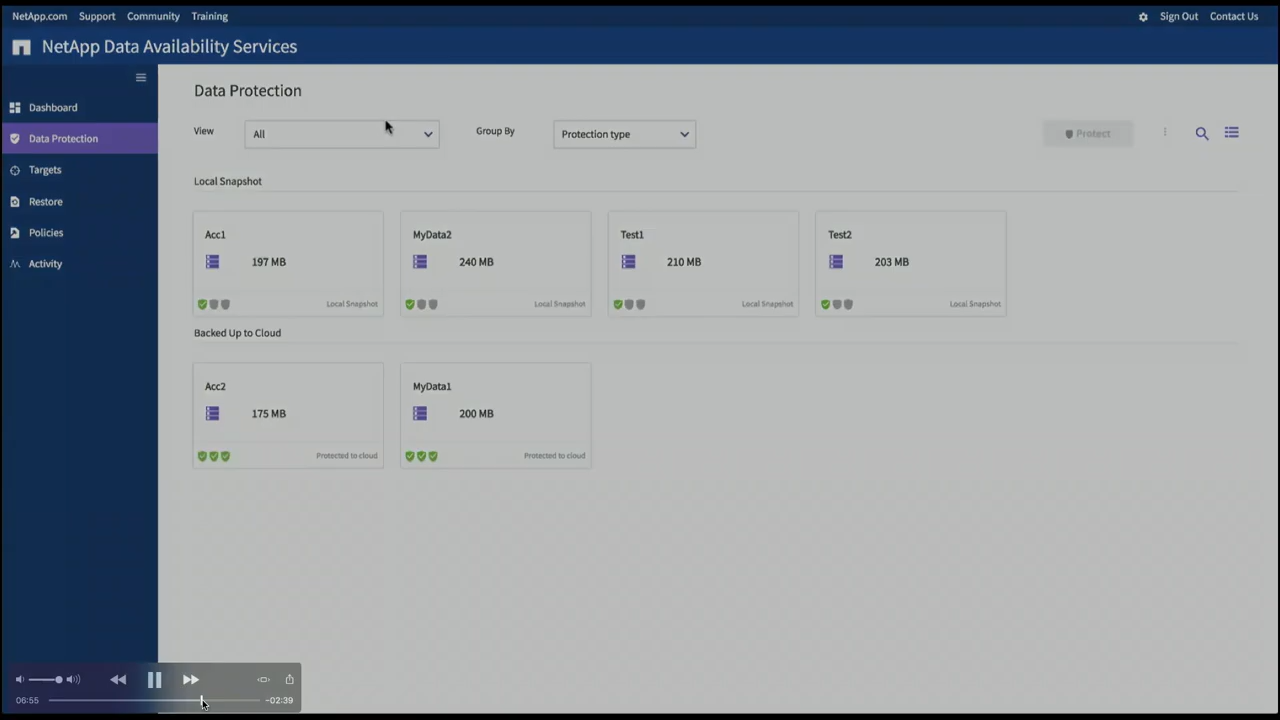 NetApp.com Support Community Training Sign Out Contact Us
NetApp Data Availability Services
Dashboard
Data Protection
Targets
Restore
Policies
Activity
Data Protection
View All Group By Protection type Protect
Local Snapshot
Acc1 MyData2 Test1 Test2
197 MB 240 MB 210 MB 203 MB
Local Snapshot Local Snapshot Local Snapshot Local Snapshot
Backed Up to Cloud
Acc2 MyData1
175 MB 200 MB
Protected to cloud Protected to cloud
06:55 -02:39